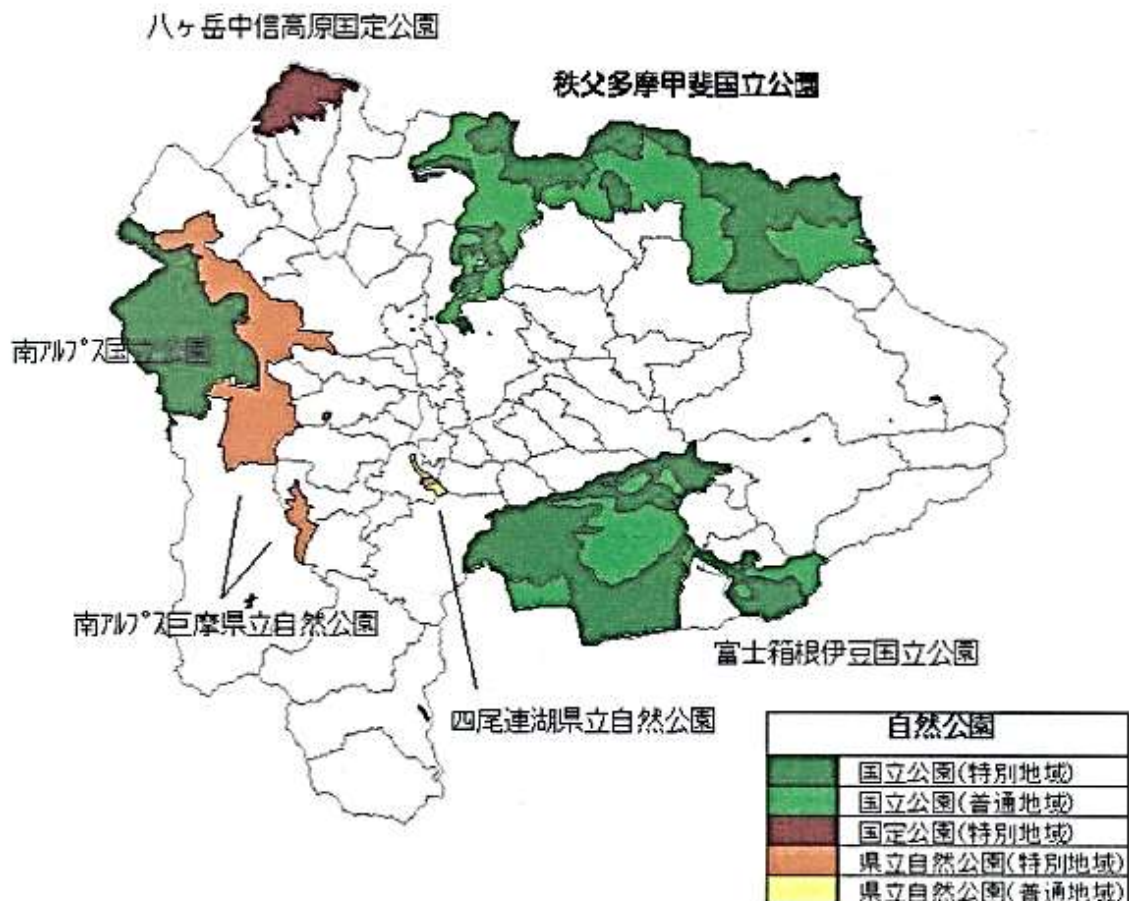 八ヶ岳中信高原国定公園
秩父多摩甲斐国立公園
南ｱﾙﾌﾟｽ国立公園
南ｱﾙﾌﾟｽ巨摩県立自然公園
富士箱根伊豆国立公園
四尾連湖県立自然公園
自然公園
国立公園(特別地域)
国立公園(普通地域)
国定公園(特別地域)
県立自然公園(特別地域)
県立自然公園(普通地域)